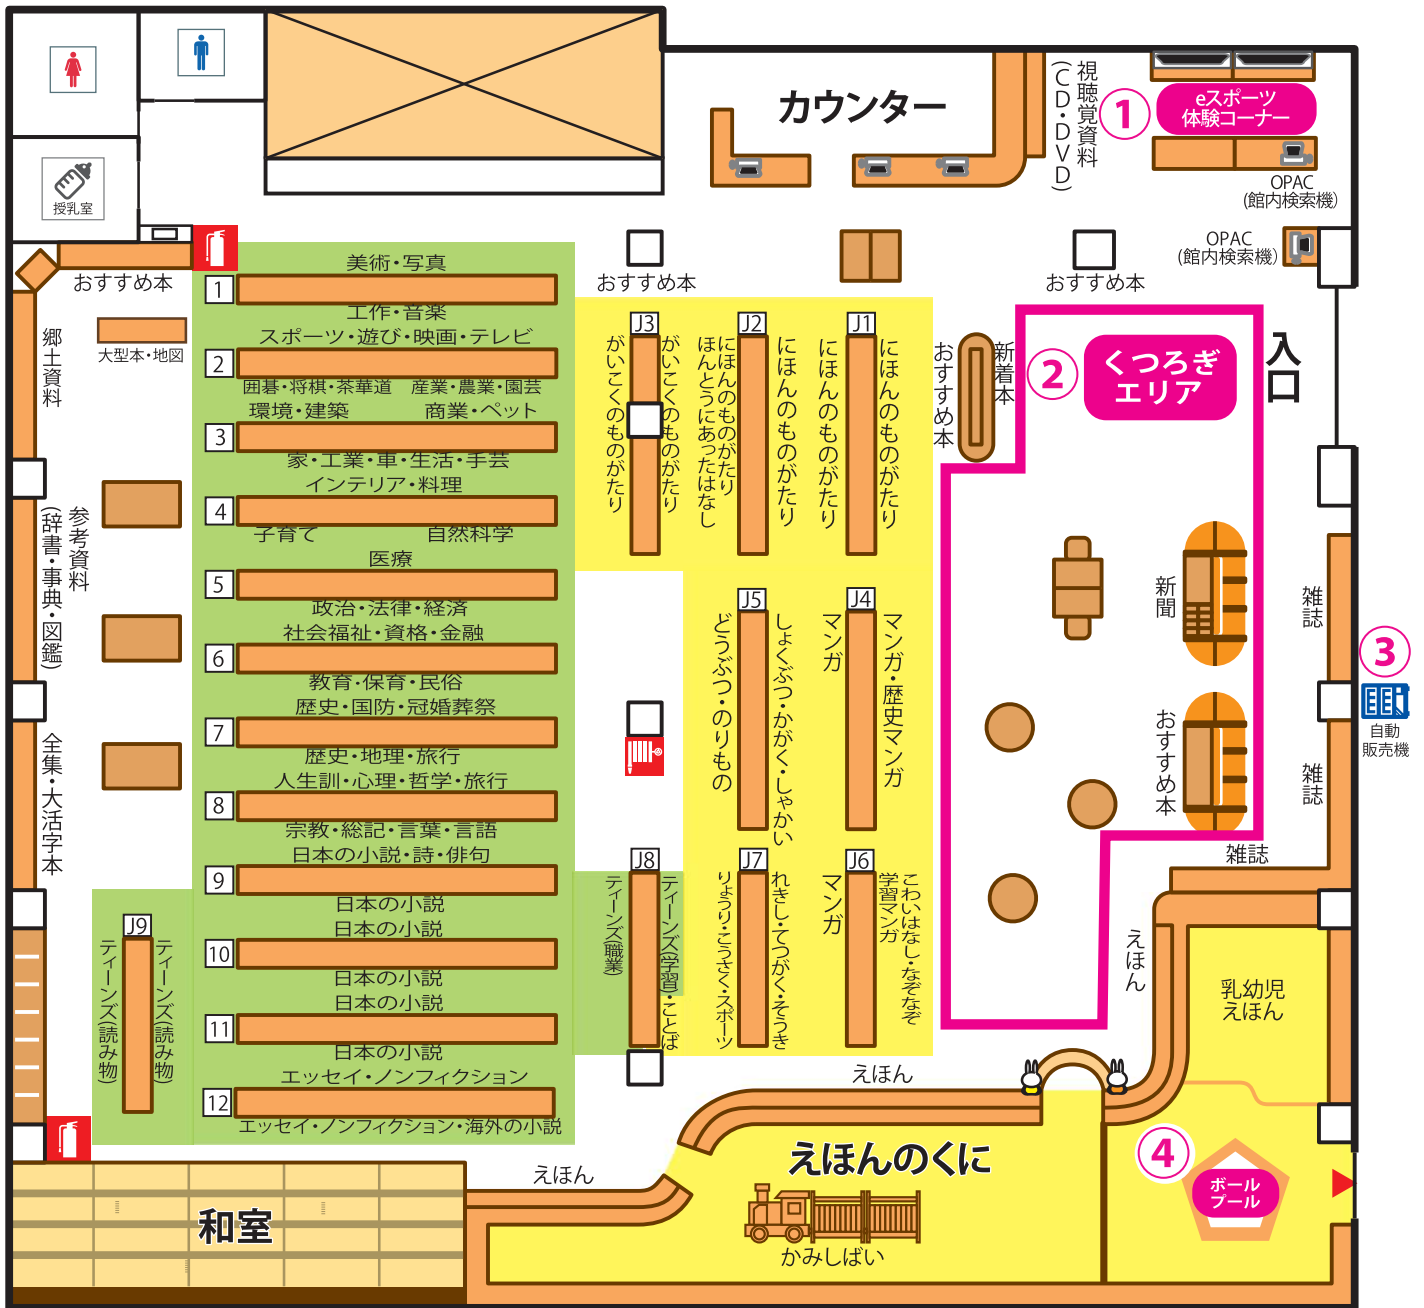 カウンター
視聴覚資料
(CD・DVD)
①
eスポーツ
体験コーナー
OPAC
(館内検索機)
OPAC
(館内検索機)
授乳室
おすすめ本
大型本・地図
郷土資料
参考資料
(辞書・事典・図鑑)
全集・大活字本
美術・写真
1
工作・音楽
スポーツ・遊び・映画・テレビ
2
囲碁・将棋・茶華道 産業・農業・園芸
環境・建築 商業・ペット
3
家・工業・車・生活・手芸
インテリア・料理
4
子育て 自然科学
医療
5
政治・法律・経済
社会福祉・資格・金融
6
教育・保育・民俗
歴史・国防・冠婚葬祭
7
歴史・地理・旅行
人生訓・心理・哲学・旅行
8
宗教・総記・言葉・言語
日本の小説・詩・俳句
9
日本の小説
日本の小説
10
日本の小説
日本の小説
11
日本の小説
エッセイ・ノンフィクション
12
エッセイ・ノンフィクション・海外の小説
J9
ティーンズ(読み物)
ティーンズ(読み物)
おすすめ本
おすすめ本
J3
がいこくのものがたり
がいこくのものがたり
J2
にほんのものがたり
にほんのものがたり
ほんとうにあったはなし
J1
にほんのものがたり
にほんのものがたり
新着本
おすすめ本
②
くつろぎ
エリア
入口
J5
しょくぶつ・かがく・しゃかい
どうぶつ・のりもの
J4
マンガ・歴史マンガ
マンガ
J8
ティーンズ(学習)・ことば
ティーンズ(職業)
J7
れきし・てつがく・そうき
りょうり・こうさく・スポーツ
J6
こわいはなし・なぞなぞ
学習マンガ
マンガ
新聞
おすすめ本
雑誌
雑誌
雑誌
③
自動
販売機
えほん
乳幼児
えほん
えほん
えほん
えほんのくに
かみしばい
④
ボール
プール
和室